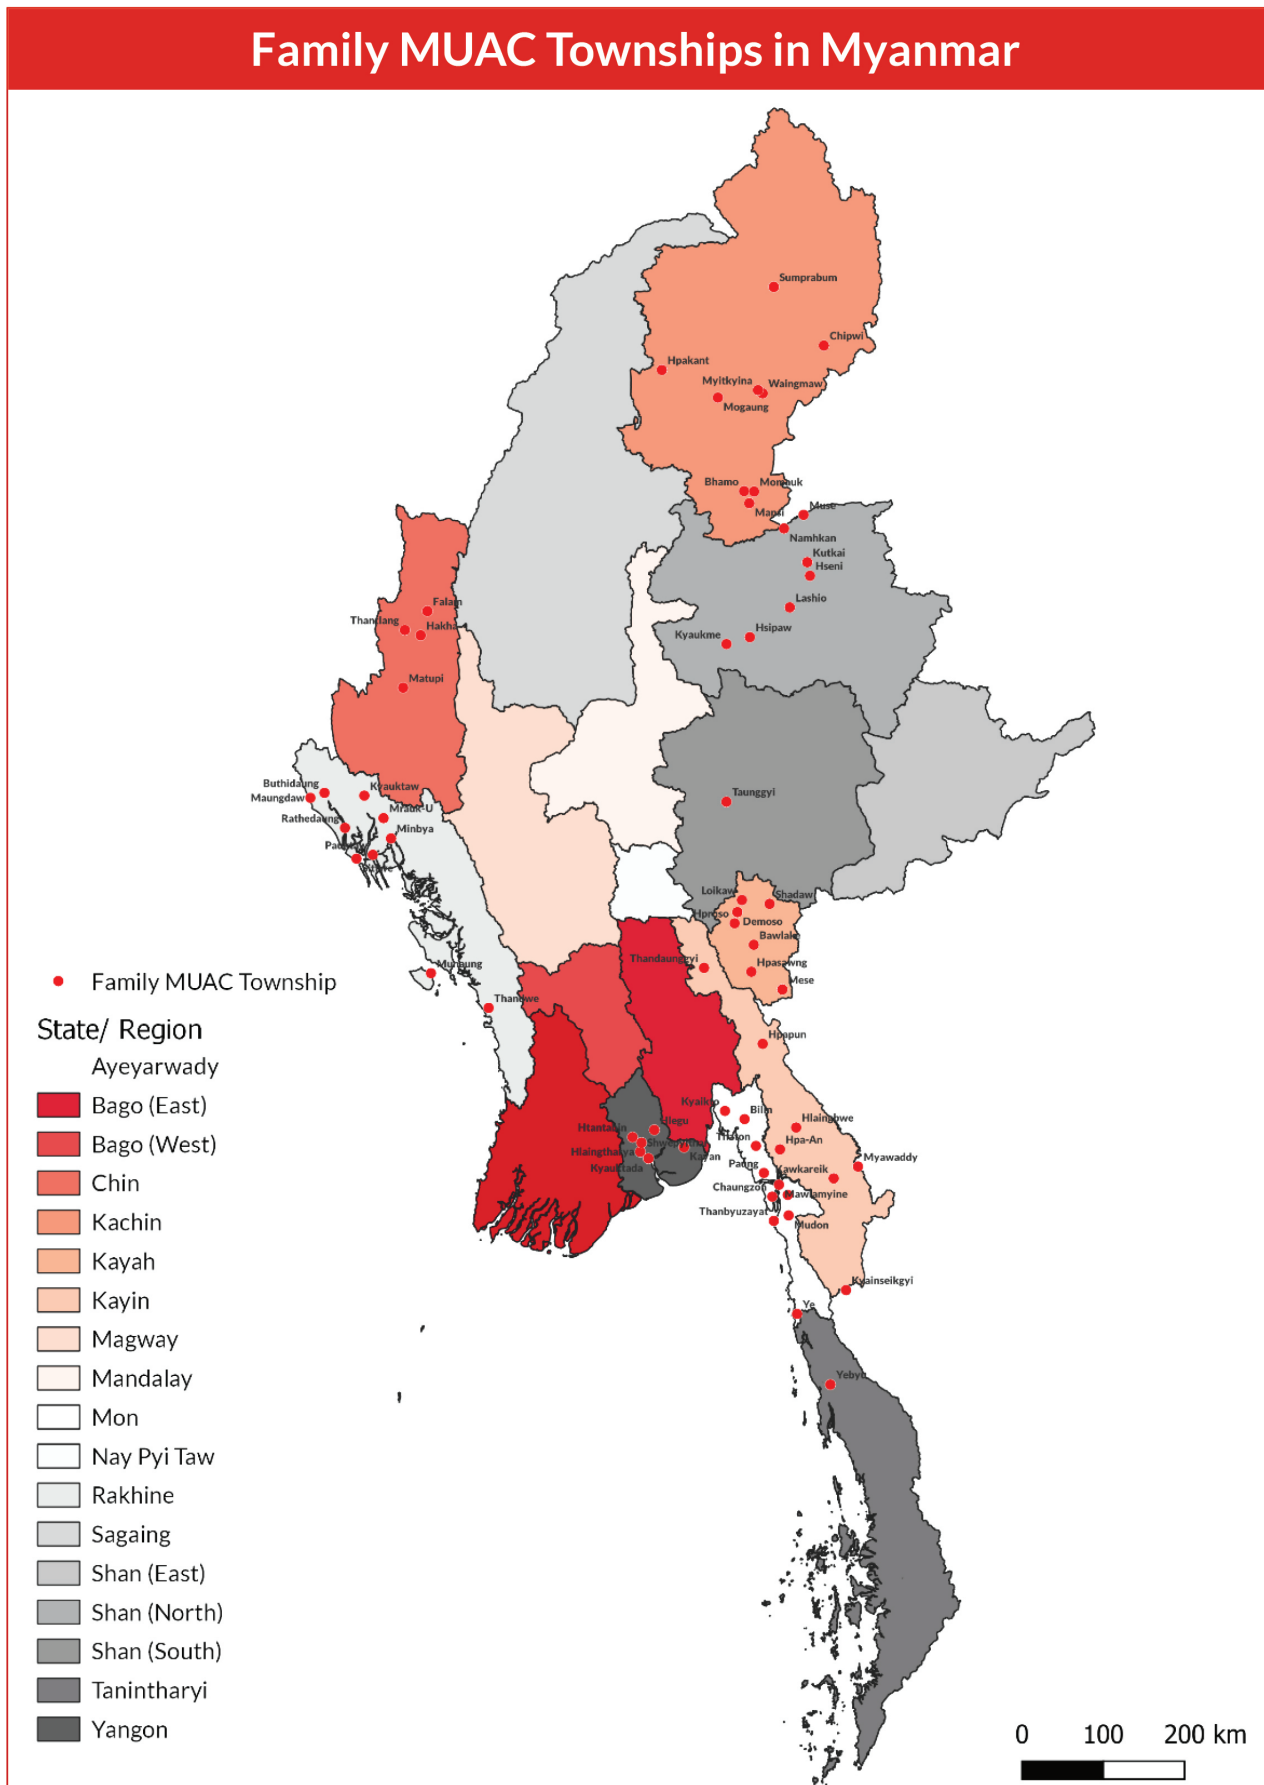 Family MUAC Townships in Myanmar
Sumprabum
Chipwi
Hpakant
Myitkyina
Waingmaw
Mogaung
Bhamo
Momauk
Mansi
Muse
Namhkan
Kutkai
Hseni
Lashio
Hsipaw
Kyaukme
Falam
Thantlang
Hakha
Matupi
Taunggyi
Buthidaung
Maungdaw
Kyauktaw
Mrauk-U
Rathedaung
Minbya
Loikaw
Shadaw
Hproso
Demoso
Bawlake
Hpasawng
Mese
Thandaunggyi
Munaung
Thandwe
Hpapun
Kyaikto
Bilin
Thaton
Hlaingbwe
Hpa-An
Myawaddy
Paung
Kawkareik
Chaungzon
Mawlamyine
Thanbyuzayat
Mudon
Kyainseikgyi
Ye
Yebyu
Htantabin
Hlegu
Shwepyithar
Hlaingtharya
Kayan
Kyauktada
Family MUAC Township
State/ Region
Ayeyarwady
Bago (East)
Bago (West)
Chin
Kachin
Kayah
Kayin
Magway
Mandalay
Mon
Nay Pyi Taw
Rakhine
Sagaing
Shan (East)
Shan (North)
Shan (South)
Tanintharyi
Yangon
0 100 200 km